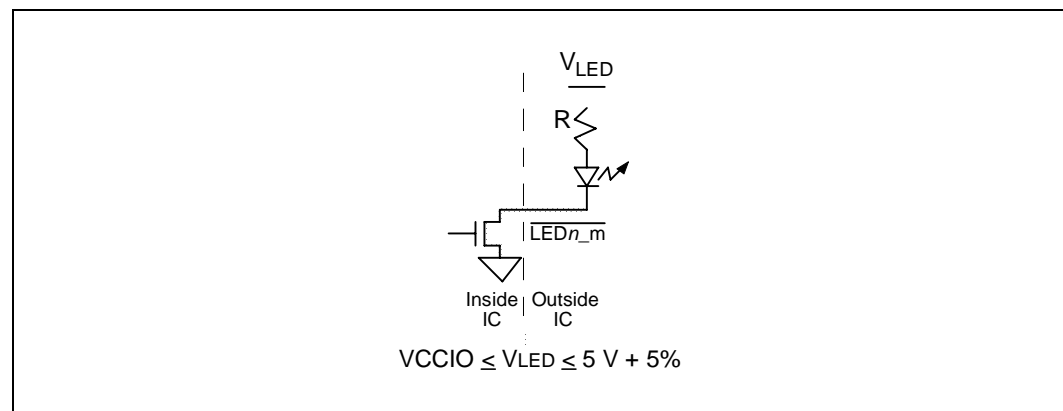 VLED
R
LEDn_m
Inside Outside
IC IC
VCCIO ≤ VLED ≤ 5 V + 5%